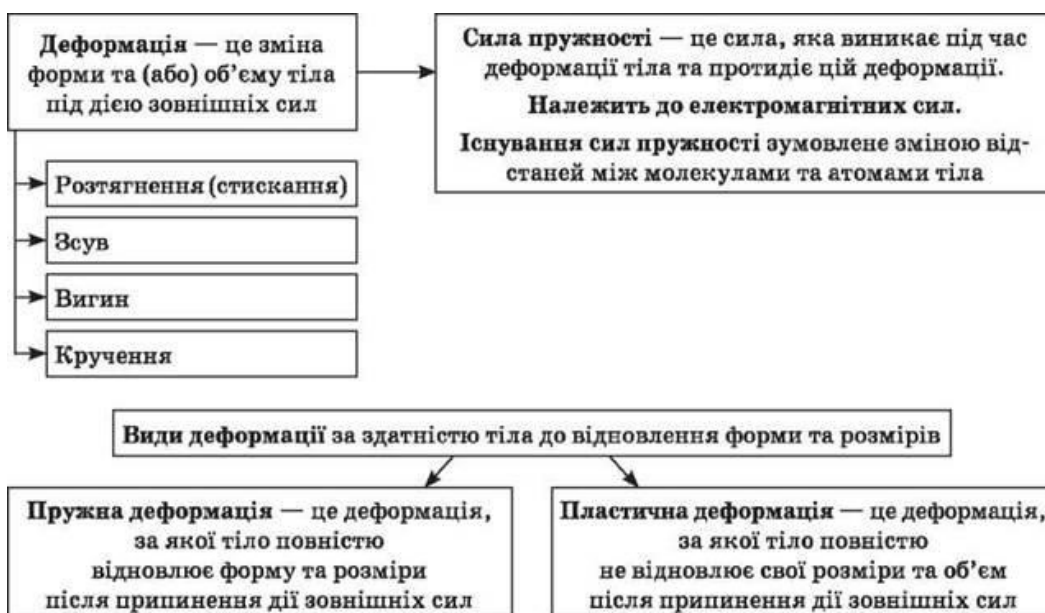 Деформація — це зміна
форми та (або) об’єму тіла
під дією зовнішніх сил
Сила пружності — це сила, яка виникає під час
деформації тіла та протидіє цій деформації.
Належить до електромагнітних сил.
Існування сил пружності зумовлене зміною від-
станей між молекулами та атомами тіла
Розтягнення (стискання)
Зсув
Вигин
Кручення
Види деформації за здатністю тіла до відновлення форми та розмірів
Пружна деформація — це деформація,
за якої тіло повністю
відновлює форму та розміри
після припинення дії зовнішніх сил
Пластична деформація — це деформація,
за якої тіло повністю
не відновлює свої розміри та об’єм
після припинення дії зовнішніх сил